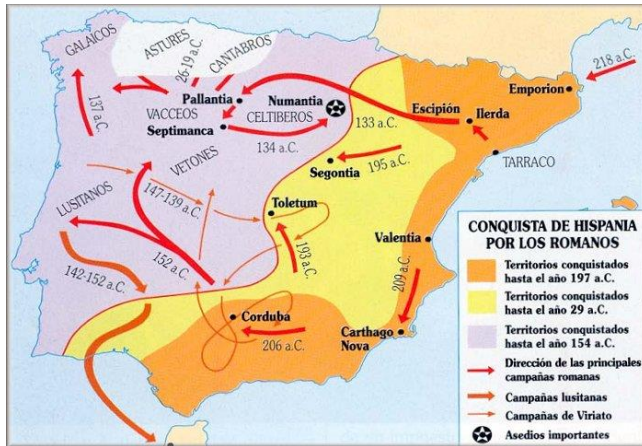 GALAICOS
ASTURES
CANTABROS
26-19 a.C.
218 a.C.
137 a.C.
Pallantia
Numantia
Escipión
Emporion
VACCEOS
CELTIBEROS
133 a.C.
Ilerda
Septimanca
134 a.C.
TARRACO
VETONES
195 a.C.
Segontia
LUSITANOS
147-139 a.C.
Toletum
Valentia
193 a.C.
142-152 a.C.
152 a.C.
209 a.C.
Corduba
206 a.C.
Carthago
Nova
CONQUISTA DE HISPANIA
POR LOS ROMANOS
Territorios conquistados
hasta el año 197 a.C.
Territorios conquistados
hasta el año 29 a.C.
Territorios conquistados
hasta el año 154 a.C.
Dirección de las principales
campañas romanas
Campañas lusitanas
Campañas de Viriato
Asedios importantes